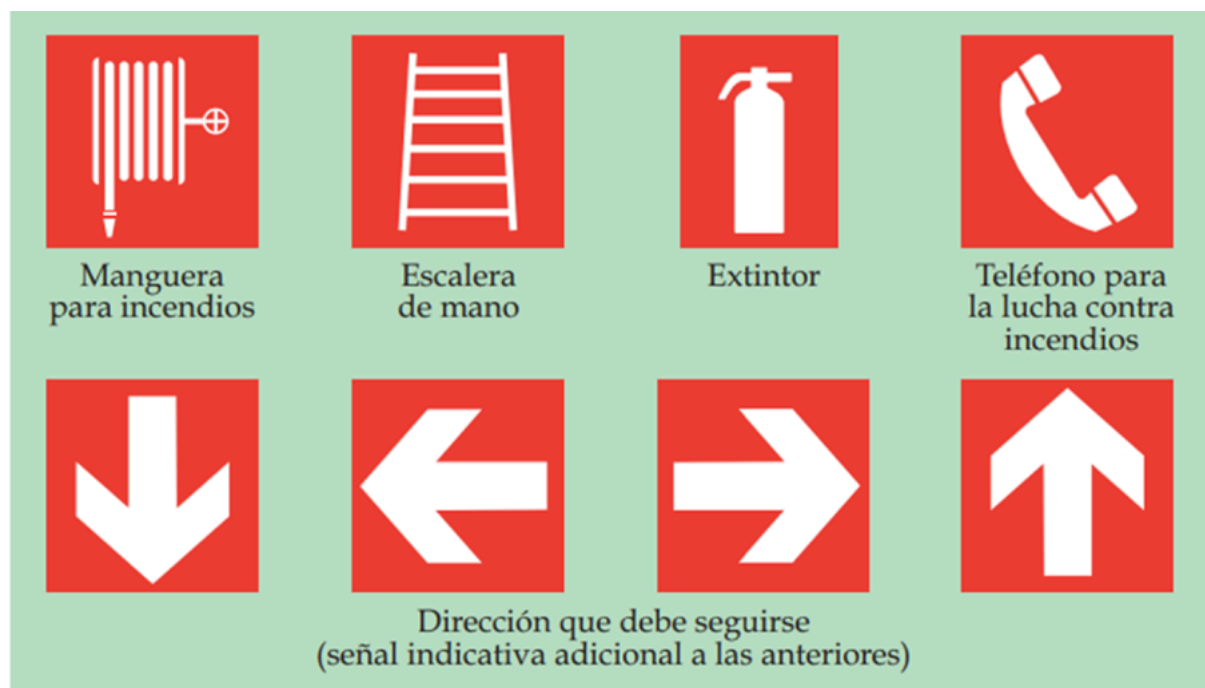 Manguera
para incendios
Escalera
de mano
Extintor
Teléfono para
la lucha contra
incendios
Dirección que debe seguirse
(señal indicativa adicional a las anteriores)